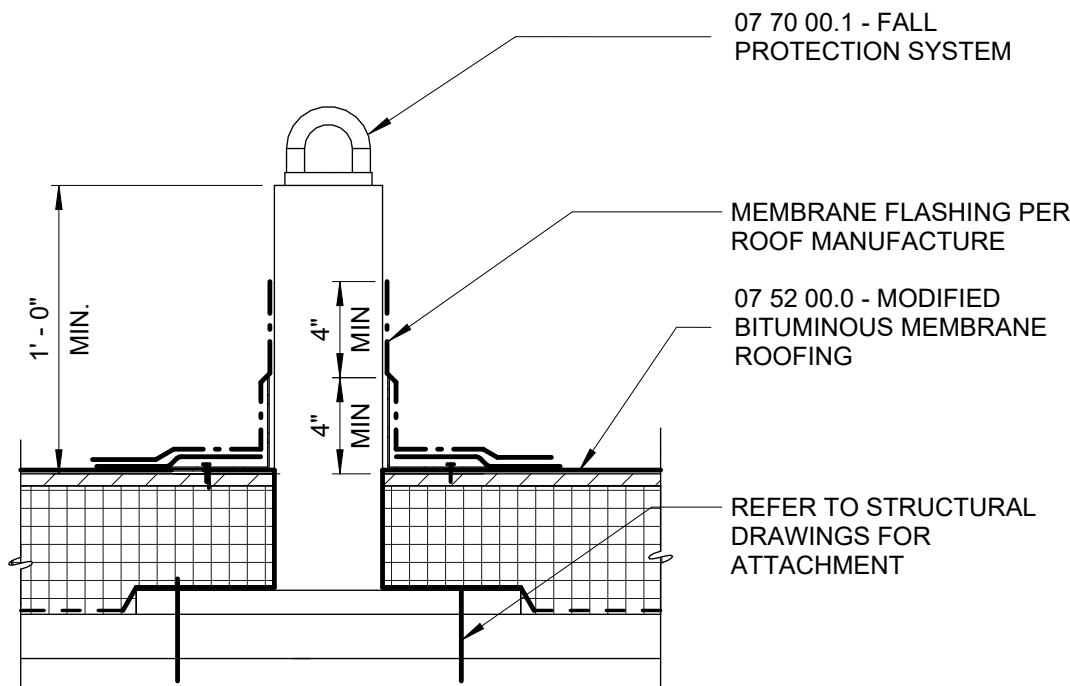 07 70 00.1 - FALL
PROTECTION SYSTEM
MEMBRANE FLASHING PER
ROOF MANUFACTURE
07 52 00.0 - MODIFIED
BITUMINOUS MEMBRANE
ROOFING
REFER TO STRUCTURAL
DRAWINGS FOR
ATTACHMENT
1' - 0"
MIN.
4"
MIN
4"
MIN